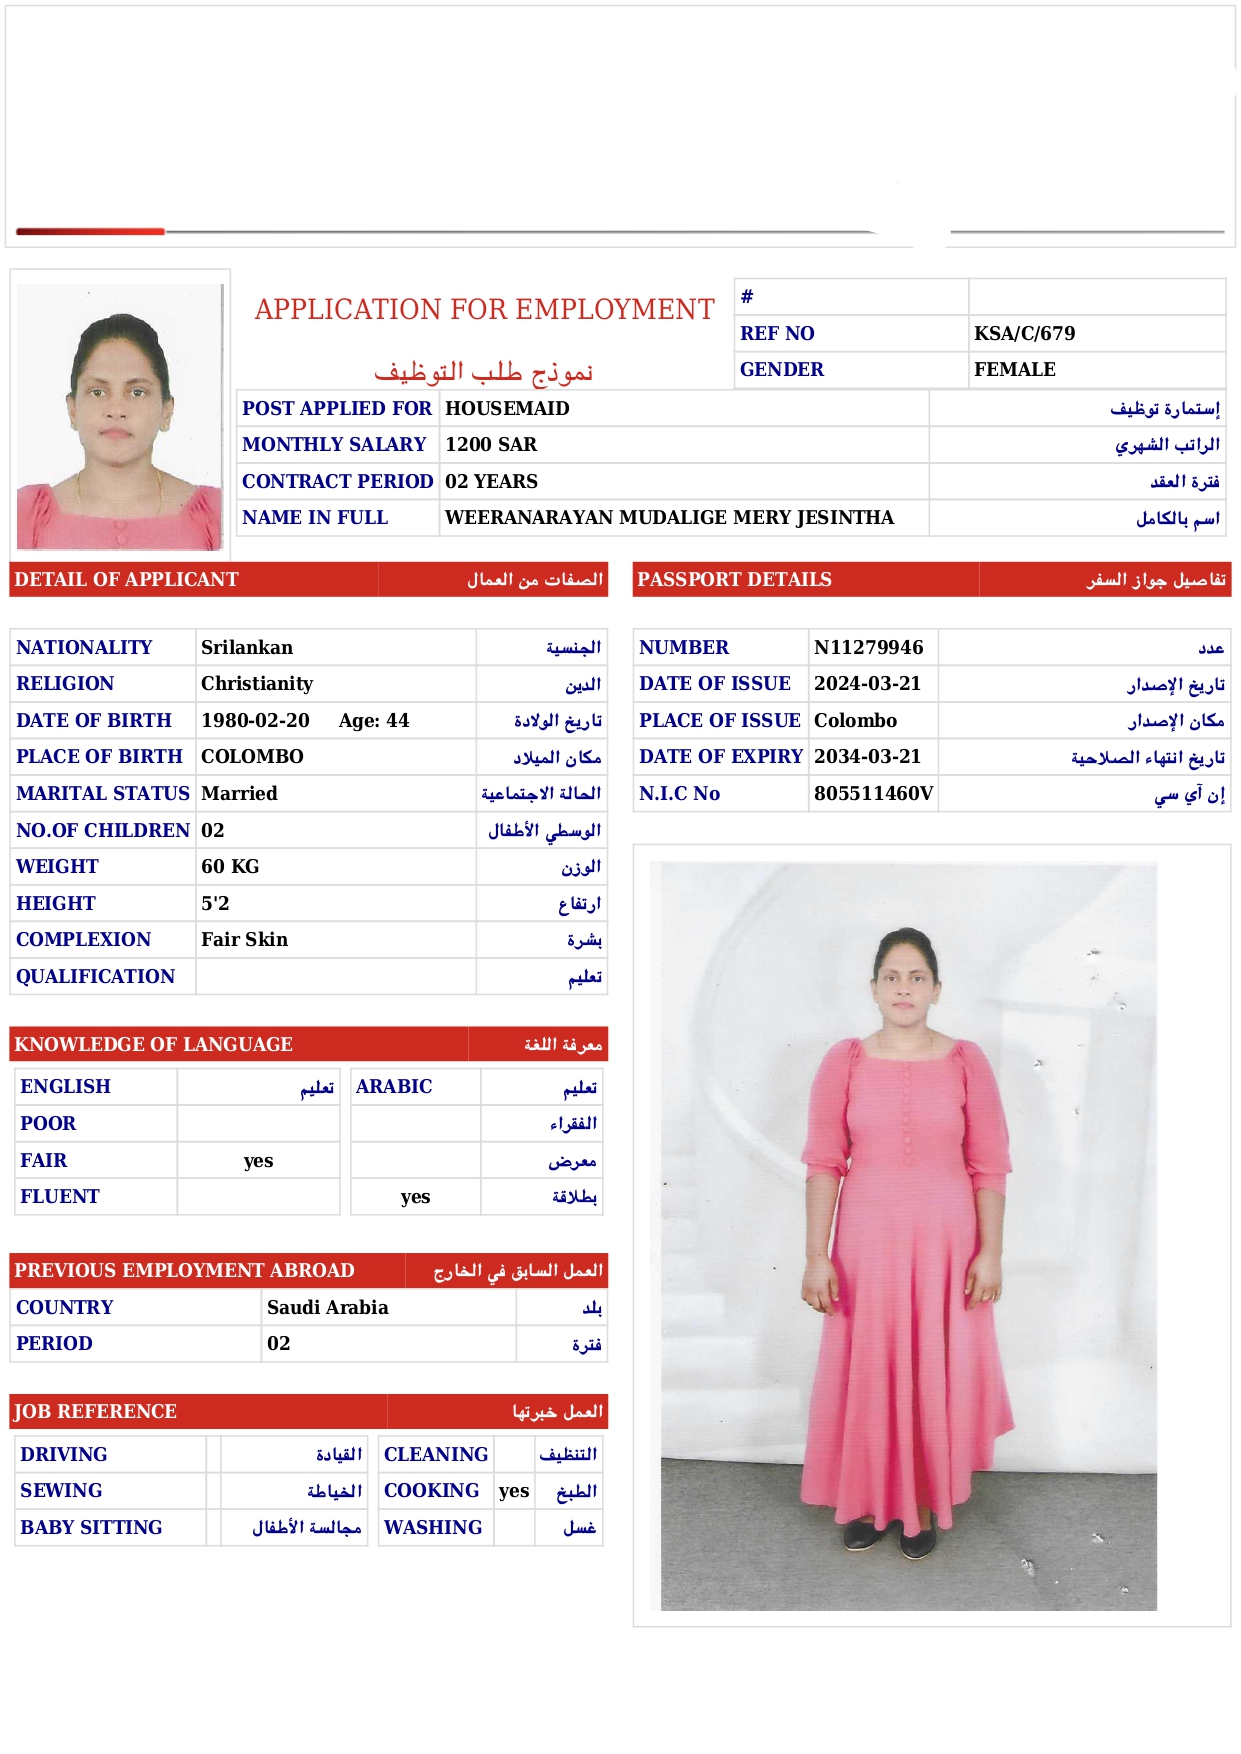 APPLICATION FOR EMPLOYMENT
نموذج طلب التوظيف
#
REF NO KSA/C/679
GENDER FEMALE
POST APPLIED FOR HOUSEMAID إستمارة توظيف
MONTHLY SALARY 1200 SAR الراتب الشهري
CONTRACT PERIOD 02 YEARS فترة العقد
NAME IN FULL WEERANARAYAN MUDALIGE MERY JESINTHA اسم بالكامل
DETAIL OF APPLICANT الصفات من العمال
NATIONALITY Srilankan الجنسية
RELIGION Christianity الدين
DATE OF BIRTH 1980-02-20 Age: 44 تاريخ الولادة
PLACE OF BIRTH COLOMBO مكان الميلاد
MARITAL STATUS Married الحالة الاجتماعية
NO.OF CHILDREN 02 الوسطي الأطفال
WEIGHT 60 KG الوزن
HEIGHT 5'2 ارتفاع
COMPLEXION Fair Skin بشرة
QUALIFICATION تعليم
PASSPORT DETAILS تفاصيل جواز السفر
NUMBER N11279946 عدد
DATE OF ISSUE 2024-03-21 تاريخ الإصدار
PLACE OF ISSUE Colombo مكان الإصدار
DATE OF EXPIRY 2034-03-21 تاريخ انتهاء الصلاحية
N.I.C No 805511460V إن آي سي
KNOWLEDGE OF LANGUAGE معرفة اللغة
ENGLISH تعليم ARABIC تعليم
POOR الفقراء
FAIR yes معرض
FLUENT yes بطلاقة
PREVIOUS EMPLOYMENT ABROAD العمل السابق في الخارج
COUNTRY Saudi Arabia بلد
PERIOD 02 فترة
JOB REFERENCE العمل خبرتها
DRIVING القيادة CLEANING التنظيف
SEWING الخياطة COOKING yes الطبخ
BABY SITTING مجالسة الأطفال WASHING غسل